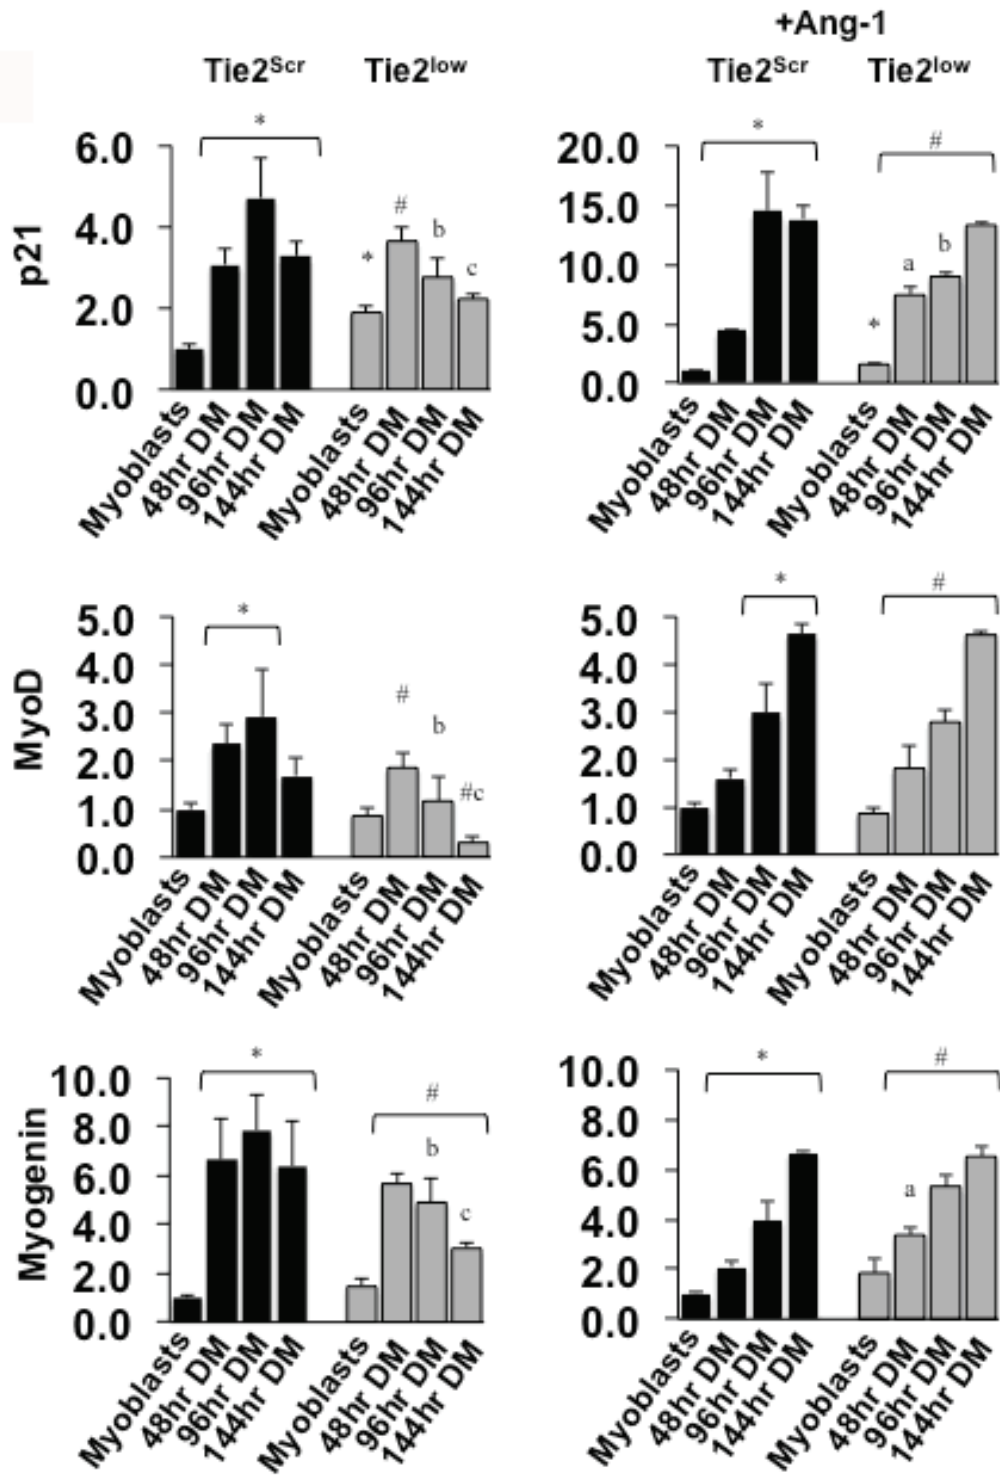 +Ang-1
Tie2Scr Tie2low Tie2Scr Tie2low
p21
6.0
4.0
2.0
0.0
* * # b c
Myoblasts 48hr DM 96hr DM 144hr DM Myoblasts 48hr DM 96hr DM 144hr DM
20.0
15.0
10.0
5.0
0.0
* # * a b
Myoblasts 48hr DM 96hr DM 144hr DM Myoblasts 48hr DM 96hr DM 144hr DM
MyoD
5.0
4.0
3.0
2.0
1.0
0.0
* # b #c
Myoblasts 48hr DM 96hr DM 144hr DM Myoblasts 48hr DM 96hr DM 144hr DM
5.0
4.0
3.0
2.0
1.0
0.0
* #
Myoblasts 48hr DM 96hr DM 144hr DM Myoblasts 48hr DM 96hr DM 144hr DM
Myogenin
10.0
8.0
6.0
4.0
2.0
0.0
* # b c
Myoblasts 48hr DM 96hr DM 144hr DM Myoblasts 48hr DM 96hr DM 144hr DM
10.0
8.0
6.0
4.0
2.0
0.0
* # a
Myoblasts 48hr DM 96hr DM 144hr DM Myoblasts 48hr DM 96hr DM 144hr DM